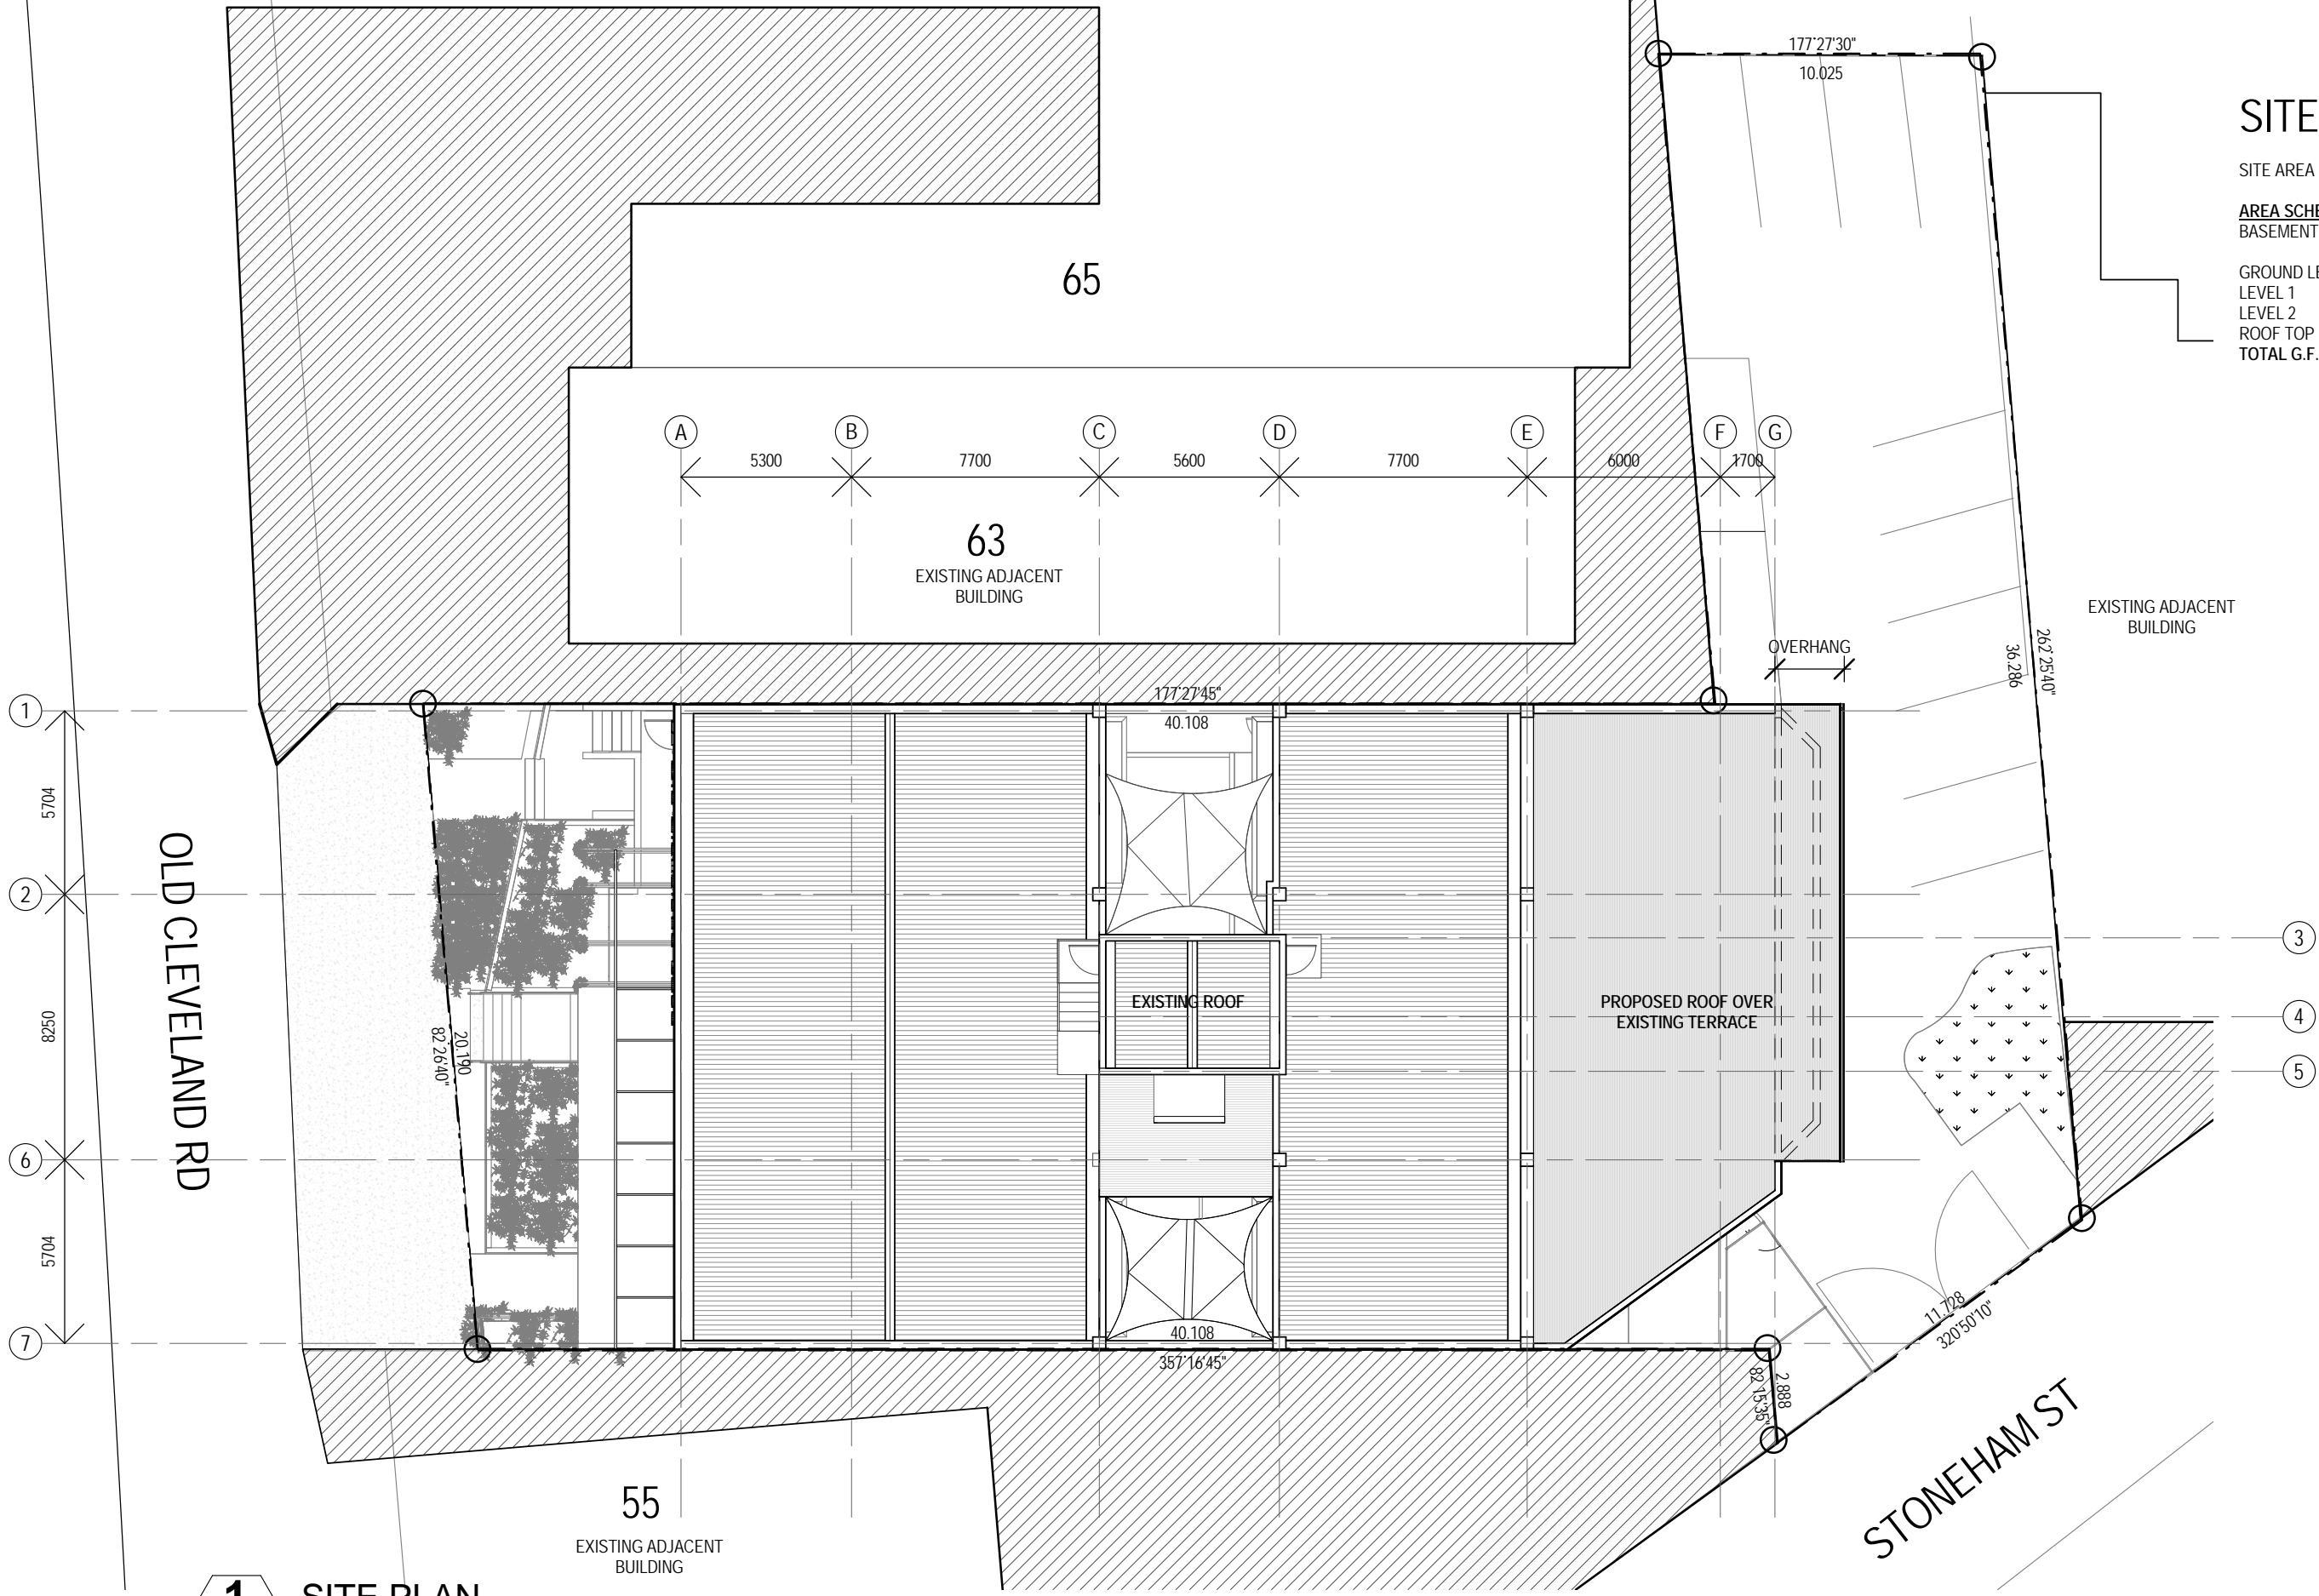 177°27'30"
10.025
SITE
SITE AREA
AREA SCHE
BASEMENT
GROUND LE
LEVEL 1
LEVEL 2
ROOF TOP
TOTAL G.F.
65
A B C D E F G
5300 7700 5600 7700 6000 1700
63
EXISTING ADJACENT
BUILDING
EXISTING ADJACENT
BUILDING
OVERHANG
36.286
262°25'40"
1
177°27'45"
40.108
5704
OLD CLEVELAND RD
2
3
EXISTING ROOF
PROPOSED ROOF OVER
EXISTING TERRACE
4
8250
20.190
82°26'40"
5
6
5704
7
40.108
357°16'45"
11.728
320°50'10"
2.888
82°15'35"
STONEHAM ST
55
EXISTING ADJACENT
BUILDING
1
SITE PLAN